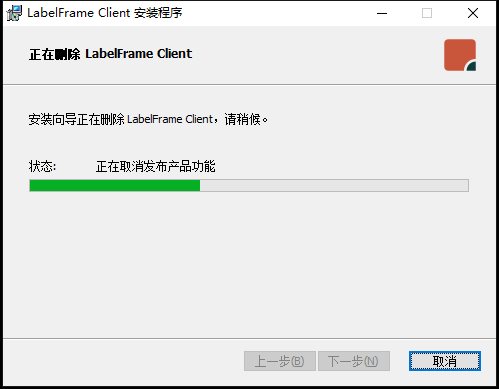 LabelFrame Client 安装程序
正在删除 LabelFrame Client
安装向导正在删除 LabelFrame Client，请稍候。
状态: 正在取消发布产品功能
上一步(B) 下一步(N) 取消